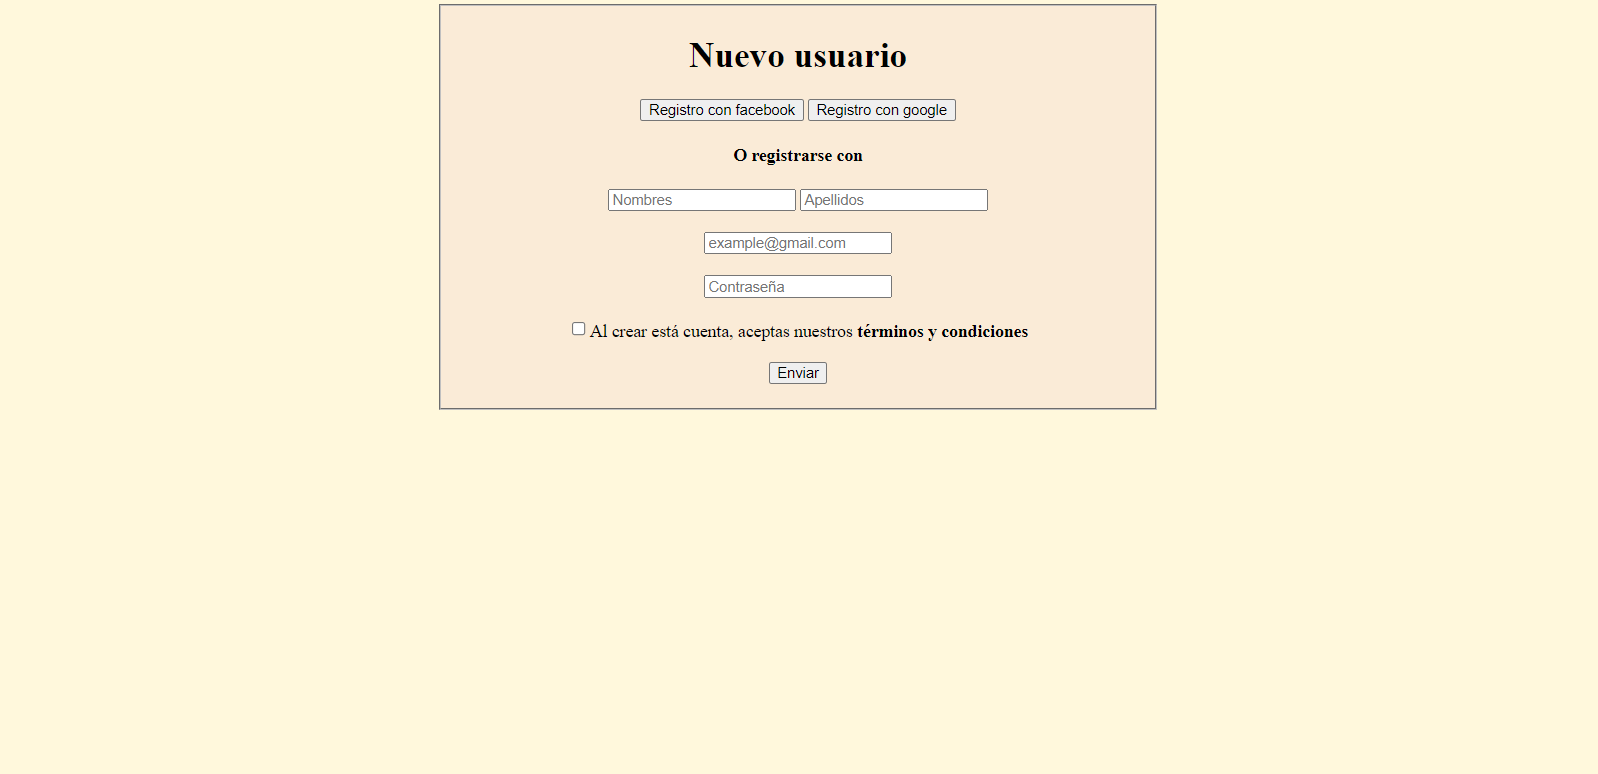 Nuevo usuario
Registro con facebook Registro con google
O registrarse con
Nombres Apellidos
example@gmail.com
Contraseña
Al crear está cuenta, aceptas nuestros términos y condiciones
Enviar